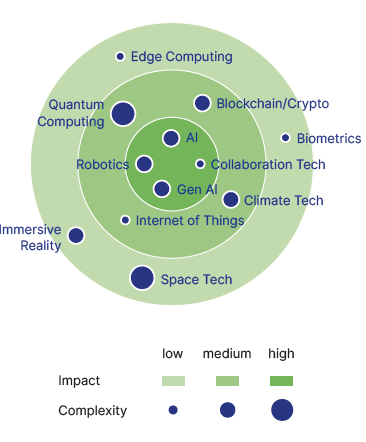 Edge Computing
Quantum
Computing
Blockchain/Crypto
AI
Biometrics
Robotics
Collaboration Tech
Gen AI
Climate Tech
Internet of Things
Immersive
Reality
Space Tech
low medium high
Impact
Complexity